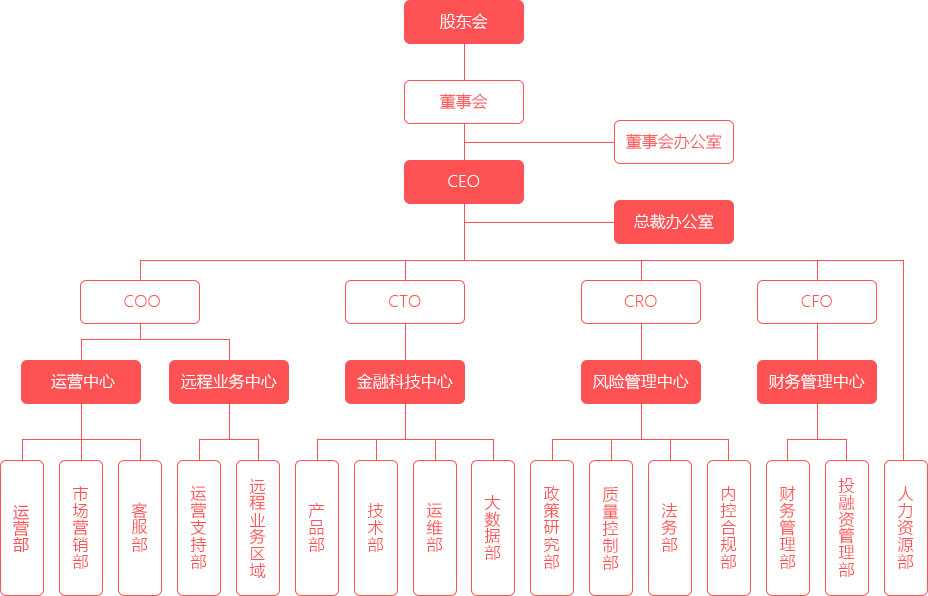 股东会
董事会
董事会办公室
CEO
总裁办公室
COO
CTO
CRO
CFO
运营中心
远程业务中心
金融科技中心
风险管理中心
财务管理中心
运营部
市场营销部
客服部
运营支持部
远程业务区域
产品部
技术部
运维部
大数据部
政策研究部
质量控制部
法务部
内控合规部
财务管理部
投融资管理部
人力资源部